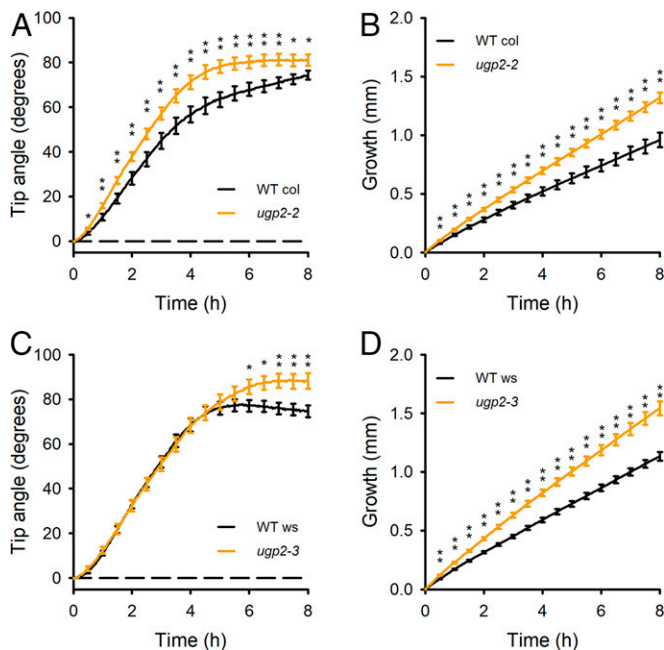 A
100
80
60
40
20
0
Tip angle (degrees)
* ** ** ** ** ** ** ** ** ** ** ** ** ** * *
WT col
ugp2-2
0 2 4 6 8
Time (h)
B
2.0
1.5
1.0
0.5
0.0
Growth (mm)
WT col
ugp2-2
** ** ** ** ** ** ** ** ** ** ** ** ** ** ** **
0 2 4 6 8
Time (h)
C
100
80
60
40
20
0
Tip angle (degrees)
* * ** ** **
WT ws
ugp2-3
0 2 4 6 8
Time (h)
D
2.0
1.5
1.0
0.5
0.0
Growth (mm)
WT ws
ugp2-3
** ** ** ** ** ** ** ** ** ** ** ** ** ** ** **
0 2 4 6 8
Time (h)